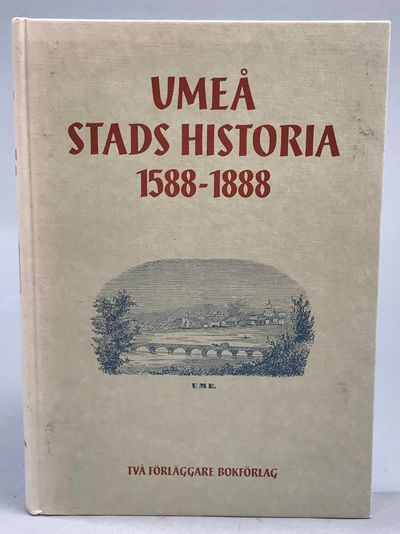 UMEÅ
STADS HISTORIA
1588-1888
UME.
TVÅ FÖRLÄGGARE BOKFÖRLAG